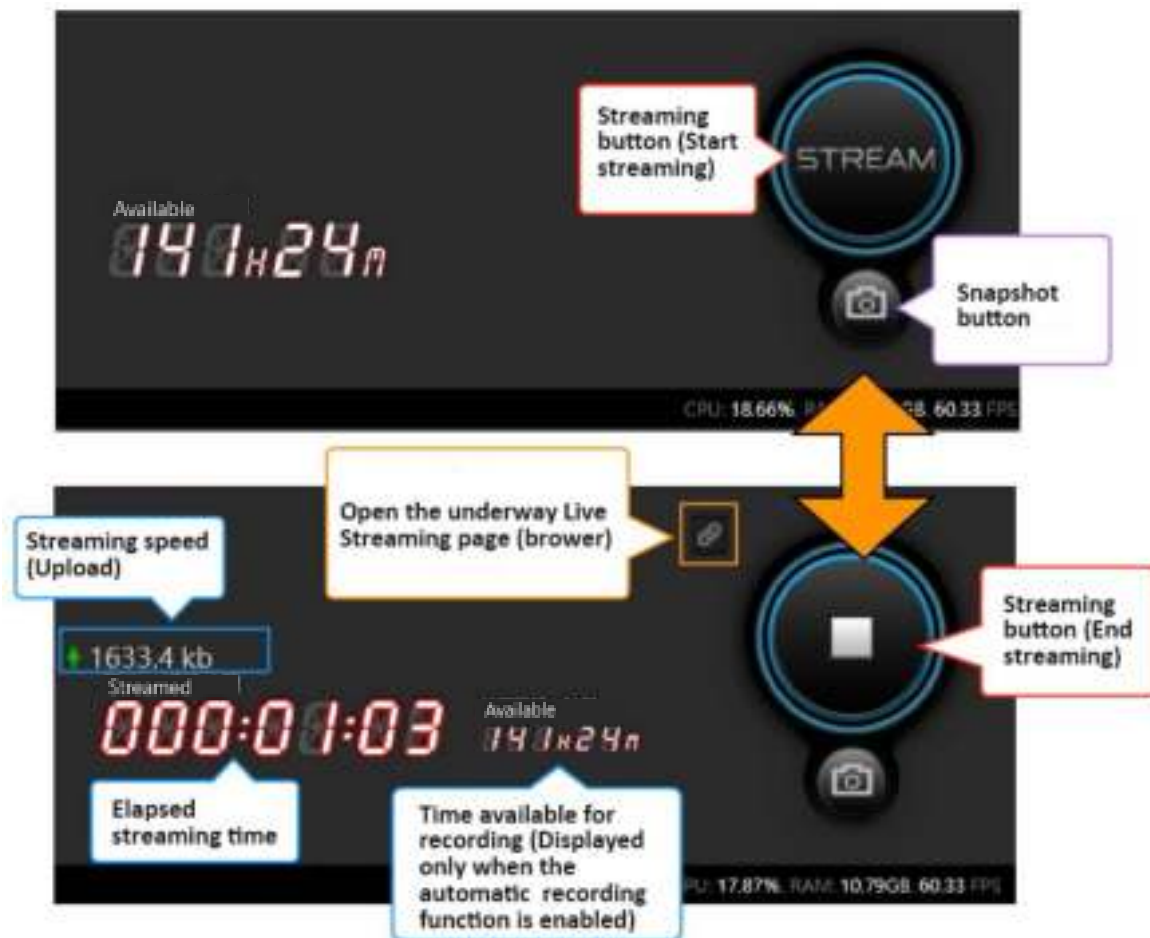 Streaming
button (Start
streaming)
STREAM
Available
141H24m
Snapshot
button
CPU: 18.66%, GB, 60.33 FPS
Open the underway Live
Streaming page (brower)
Streaming speed
(Upload)
1633.4 kb
Streamed
000:01:03
Available
141H24m
Streaming
button (End
streaming)
Elapsed
streaming time
Time available for
recording (Displayed
only when the
automatic recording
function is enabled)
PU: 17.87%, RAM: 10.79GB, 60.33 FPS